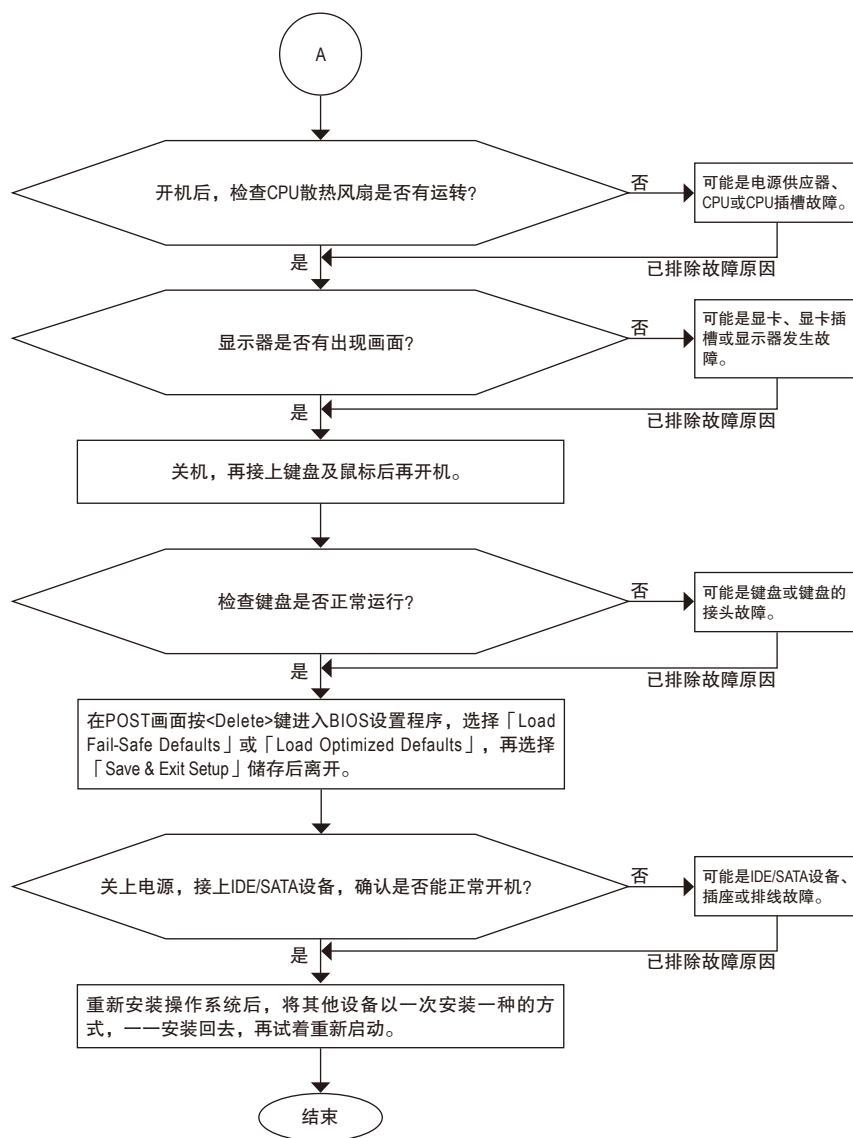 A
开机后，检查CPU散热风扇是否有运转?
否
可能是电源供应器、
CPU或CPU插槽故障。
是
已排除故障原因
显示器是否有出现画面?
否
可能是显卡、显卡插
槽或显示器发生故
障。
是
已排除故障原因
关机，再接上键盘及鼠标后再开机。
检查键盘是否正常运行?
否
可能是键盘或键盘的
接头故障。
是
已排除故障原因
在POST画面按<Delete>键进入BIOS设置程序，选择「Load
Fail-Safe Defaults」或「Load Optimized Defaults」，再选择
「Save & Exit Setup」储存后离开。
关上电源，接上IDE/SATA设备，确认是否能正常开机?
否
可能是IDE/SATA设备、
插座或排线故障。
是
已排除故障原因
重新安装操作系统后，将其他设备以一次安装一种的方
式，一一安装回去，再试着重新启动。
结束